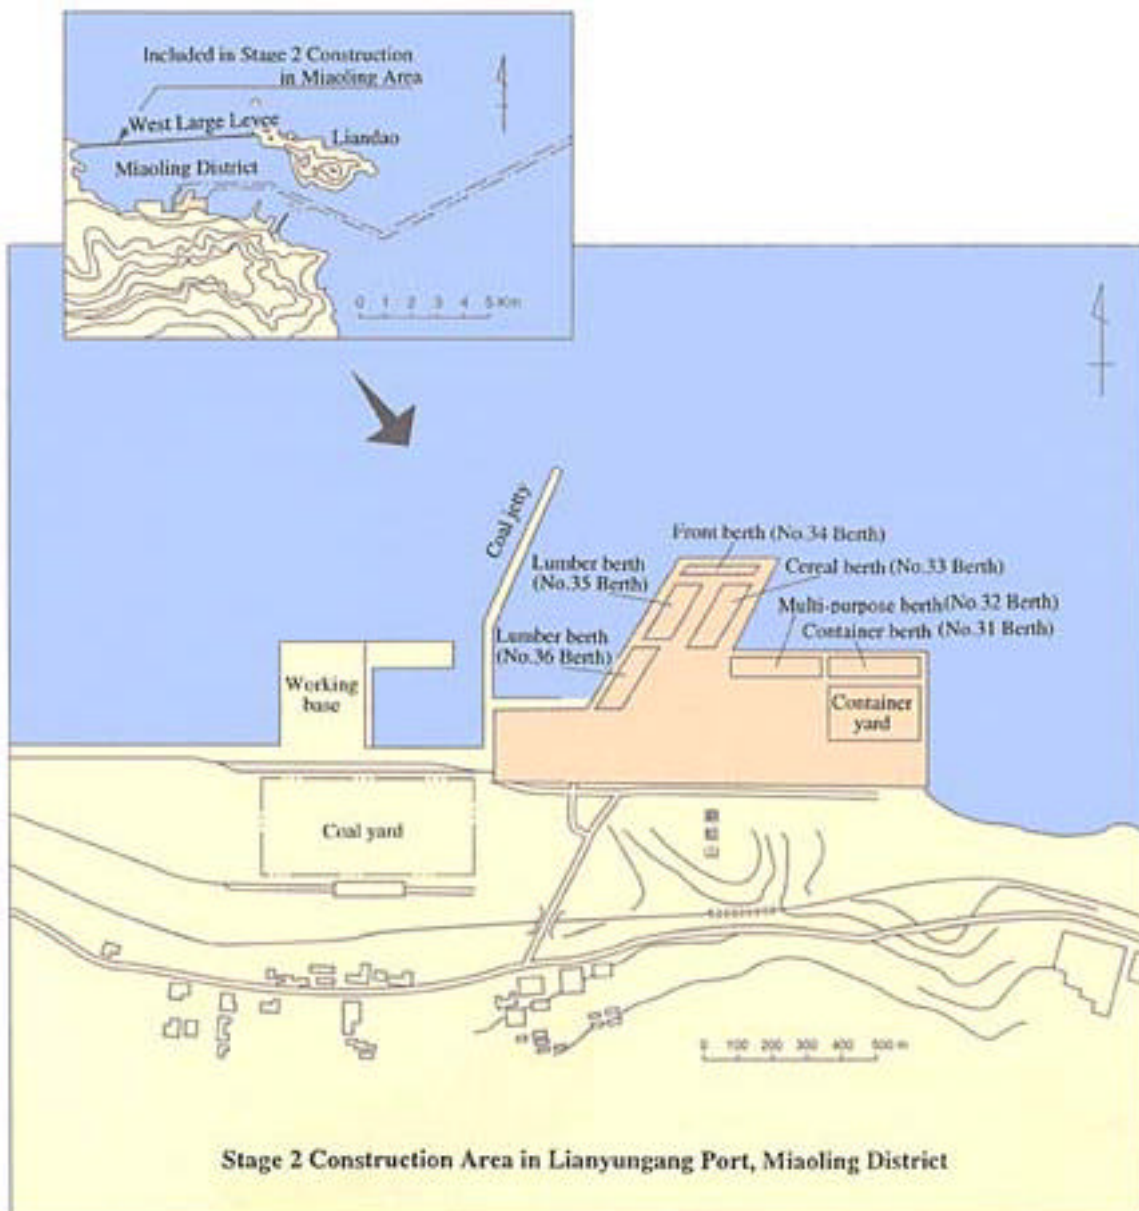 Included in Stage 2 Construction
in Miaoling Area
West Large Levee
Liandao
Miaoling District
0 1 2 3 4 5 Km
Coal jetty
Front berth (No.34 Berth)
Lumber berth
(No.35 Berth)
Cereal berth (No.33 Berth)
Multi-purpose berth (No.32 Berth)
Container berth (No.31 Berth)
Lumber berth
(No.36 Berth)
Working
base
Container
yard
Coal yard
0 100 200 300 400 500 m
Stage 2 Construction Area in Lianyungang Port, Miaoling District